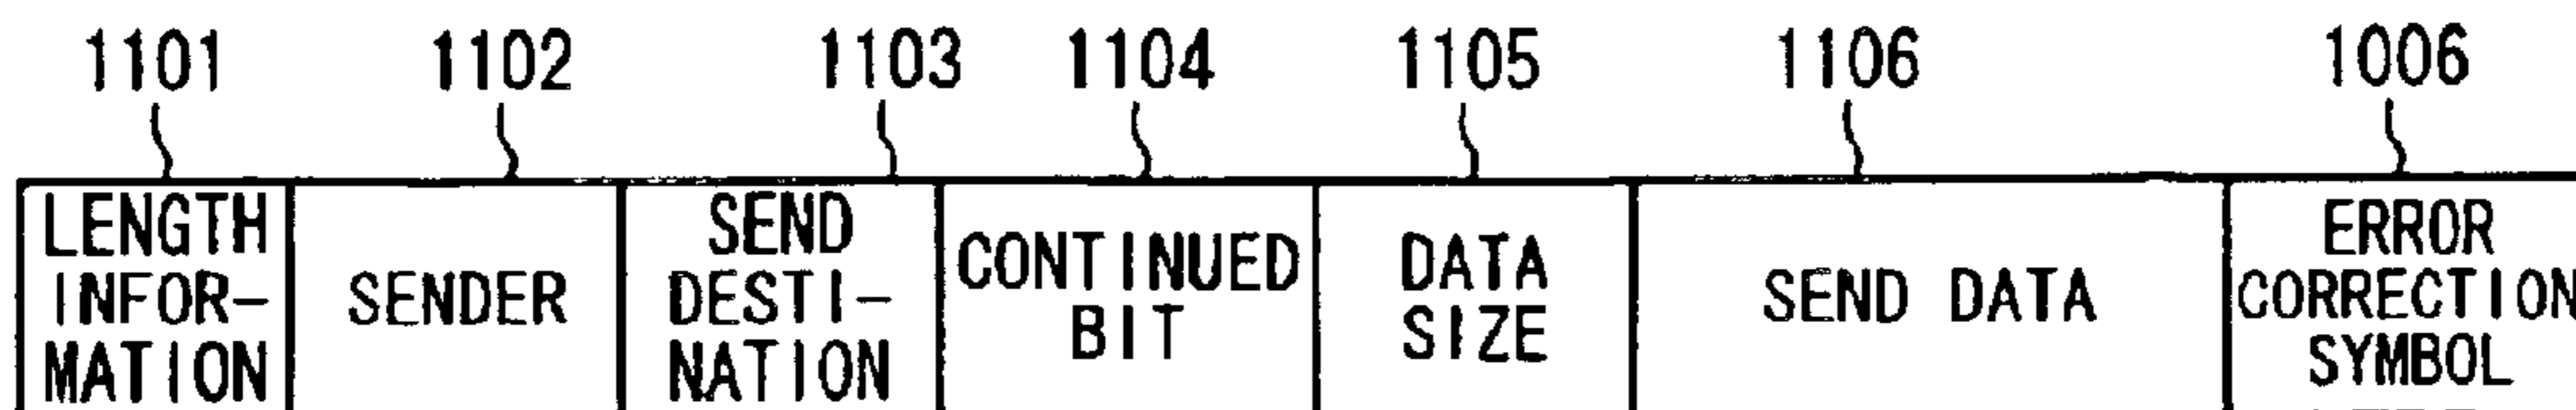 1101 1102 1103 1104 1105 1106 1006
LENGTH
INFOR-
MATION
SENDER
SEND
DESTI-
NATION
CONTINUED
BIT
DATA
SIZE
SEND DATA
ERROR
CORRECTION
SYMBOL